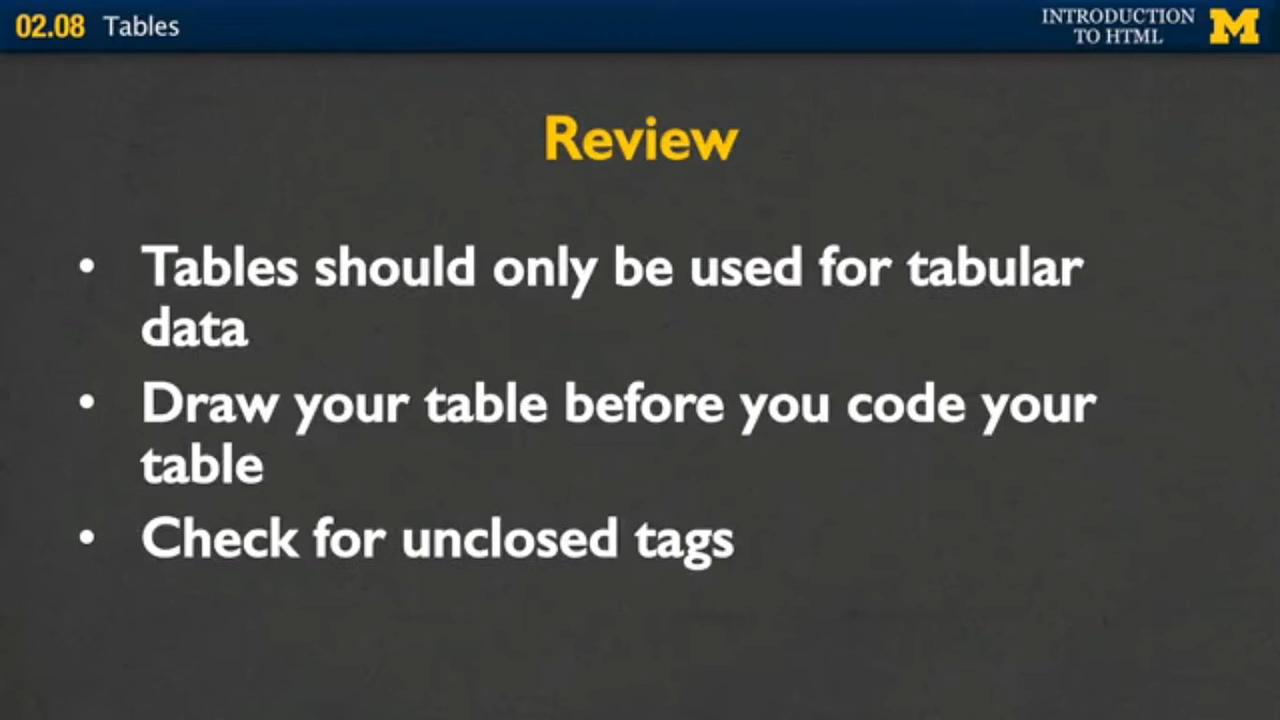 02.08 Tables
INTRODUCTION
TO HTML
M
Review
• Tables should only be used for tabular
data
• Draw your table before you code your
table
• Check for unclosed tags